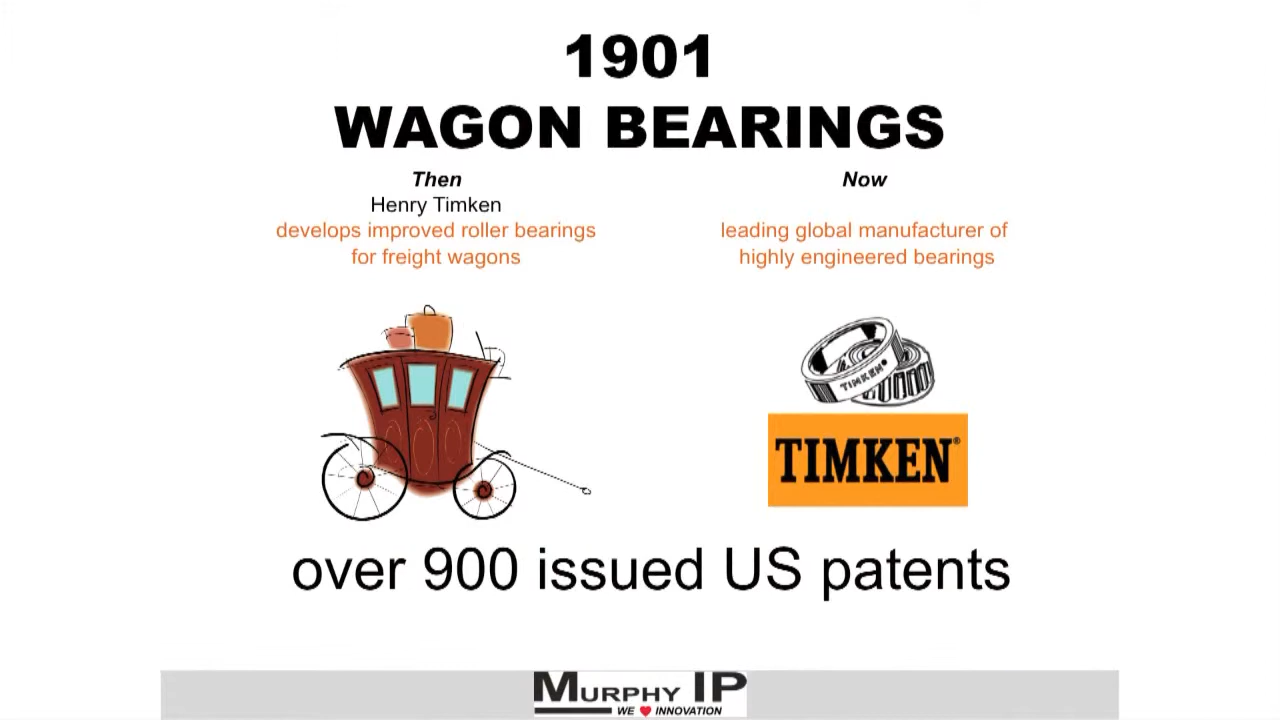 1901
WAGON BEARINGS
Then
Henry Timken
develops improved roller bearings
for freight wagons
Now
leading global manufacturer of
highly engineered bearings
TIMKEN®
TIMKEN®
over 900 issued US patents
MURPHY IP
WE ❤ INNOVATION